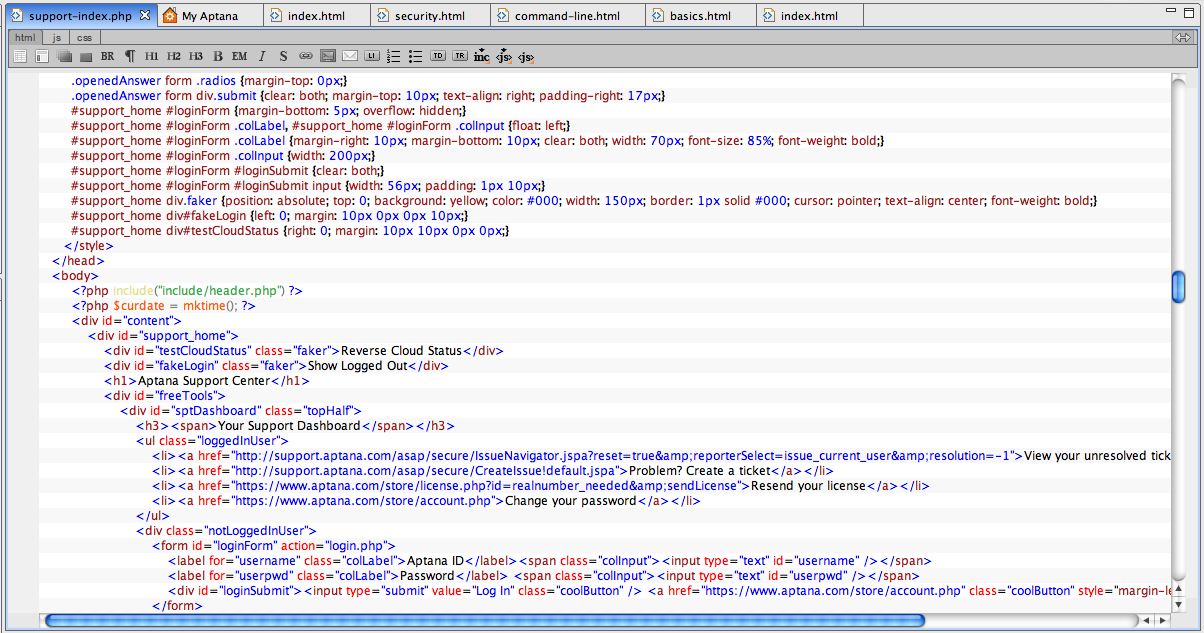 support-index.php My Aptana index.html security.html command-line.html basics.html index.html
html js css
BR ¶ H1 H2 H3 B EM I S LI TD TR inc js js
.openedAnswer form .radios {margin-top: 0px;}
.openedAnswer form div.submit {clear: both; margin-top: 10px; text-align: right; padding-right: 17px;}
#support_home #loginForm {margin-bottom: 5px; overflow: hidden;}
#support_home #loginForm .colLabel, #support_home #loginForm .colInput {float: left;}
#support_home #loginForm .colLabel {margin-right: 10px; margin-bottom: 10px; clear: both; width: 70px; font-size: 85%; font-weight: bold;}
#support_home #loginForm .colInput {width: 200px;}
#support_home #loginForm #loginSubmit {clear: both;}
#support_home #loginForm #loginSubmit input {width: 56px; padding: 1px 10px;}
#support_home div.faker {position: absolute; top: 0; background: yellow; color: #000; width: 150px; border: 1px solid #000; cursor: pointer; text-align: center; font-weight: bold;}
#support_home div#fakeLogin {left: 0; margin: 10px 0px 0px 10px;}
#support_home div#testCloudStatus {right: 0; margin: 10px 10px 0px 0px;}
</style>
</head>
<body>
<?php include("include/header.php") ?>
<?php $curdate = mktime(); ?>
<div id="content">
<div id="support_home">
<div id="testCloudStatus" class="faker">Reverse Cloud Status</div>
<div id="fakeLogin" class="faker">Show Logged Out</div>
<h1>Aptana Support Center</h1>
<div id="freeTools">
<div id="sptDashboard" class="topHalf">
<h3><span>Your Support Dashboard</span></h3>
<ul class="loggedInUser">
<li><a href="http://support.aptana.com/asap/secure/IssueNavigator.jspa?reset=true&amp;reporterSelect=issue_current_user&amp;resolution=-1">View your unresolved tick
<li><a href="http://support.aptana.com/asap/secure/CreateIssue!default.jspa">Problem? Create a ticket</a></li>
<li><a href="https://www.aptana.com/store/license.php?id=realnumber_needed&amp;sendLicense">Resend your license</a></li>
<li><a href="https://www.aptana.com/store/account.php">Change your password</a></li>
</ul>
<div class="notLoggedInUser">
<form id="loginForm" action="login.php">
<label for="username" class="colLabel">Aptana ID</label><span class="colInput"><input type="text" id="username" /></span>
<label for="userpwd" class="colLabel">Password</label> <span class="colInput"><input type="text" id="userpwd" /></span>
<div id="loginSubmit"><input type="submit" value="Log In" class="coolButton" /> <a href="https://www.aptana.com/store/account.php" class="coolButton" style="margin-le
</form>